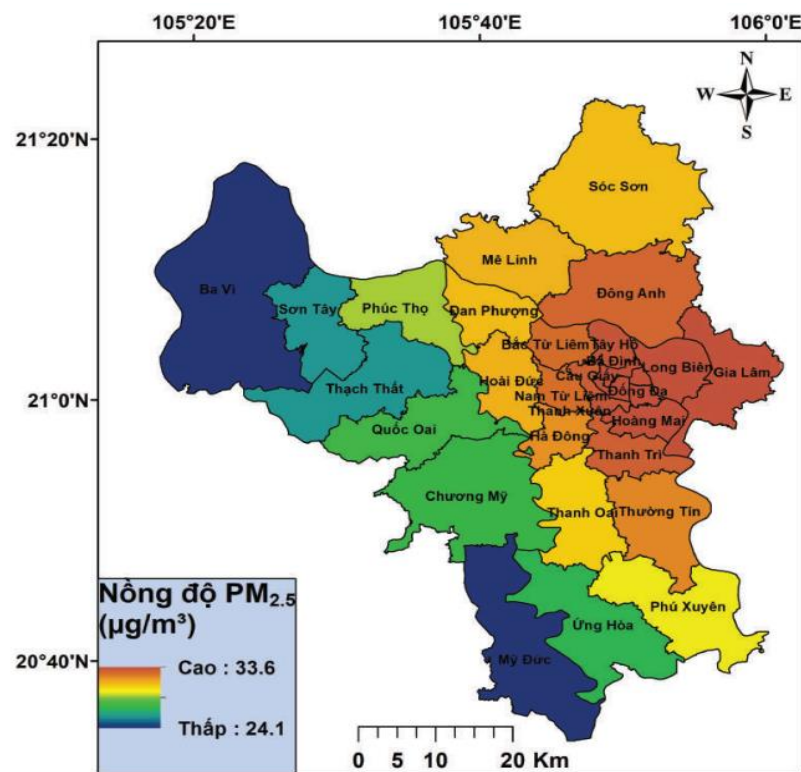 105°20'E 105°40'E 106°0'E
N
W E
S
21°20'N
Sóc Sơn
Mê Linh
Ba Vì
Đông Anh
Sơn Tây
Phúc Thọ
Đan Phượng
Bắc Từ Liêm
Tây Hồ
Ba Đình
Long Biên
Gia Lâm
Cầu Giấy
Hoài Đức
Thạch Thất
Đống Đa
21°0'N
Nam Từ Liêm
Thanh Xuân
Hoàng Mai
Quốc Oai
Hà Đông
Thanh Trì
Chương Mỹ
Thanh Oai
Thường Tín
Nồng độ PM2.5
(µg/m³)
Phú Xuyên
Ứng Hòa
20°40'N
Mỹ Đức
Cao : 33.6
Thấp : 24.1
0 5 10 20 Km